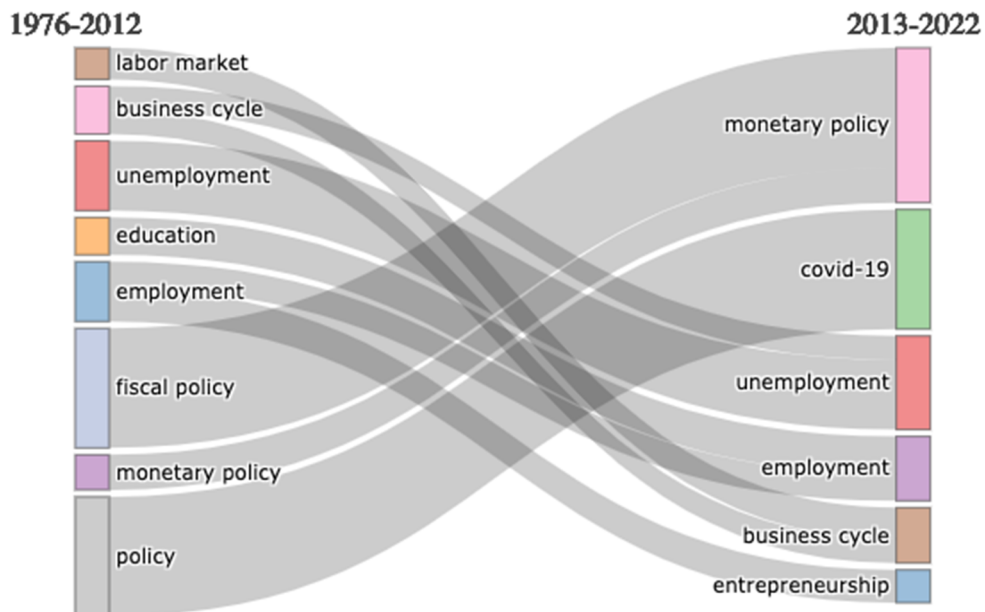 1976-2012
2013-2022
labor market
business cycle
unemployment
education
employment
fiscal policy
monetary policy
policy
monetary policy
covid-19
unemployment
employment
business cycle
entrepreneurship